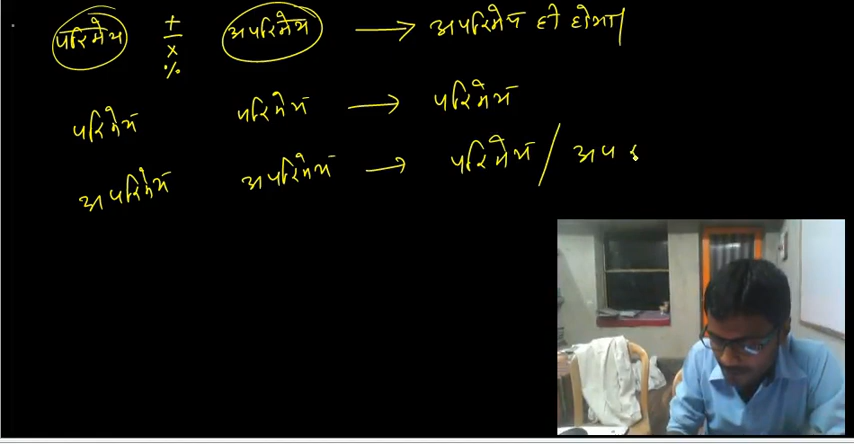 परिमेय + - × % अपरिमेय → अपरिमेय ही होगा|
परिमेय परिमेय → परिमेय
अपरिमेय अपरिमेय → परिमेय / अप